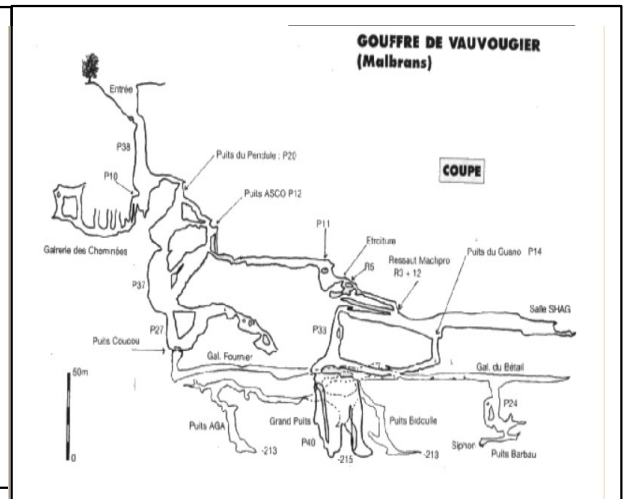 GOUFFRE DE VAUVOUGIER
(Malbrans)
COUPE
Entrée
P38
Puits du Pendule : P20
P10
Puits ASCO P12
P11
Etroiture
R5
Ressaut Machpro
R3 + 12
Puits du Guano P14
Galrerie des Cheminées
P37
Salle SHAG
P27
P33
Puits Coucou
Gal. Fournier
Gal. du Bétail
50m
0
Puits AGA
-213
Grand Puits
P40
-215
Puits Bidculle
-213
P24
Siphon
Puits Barbau